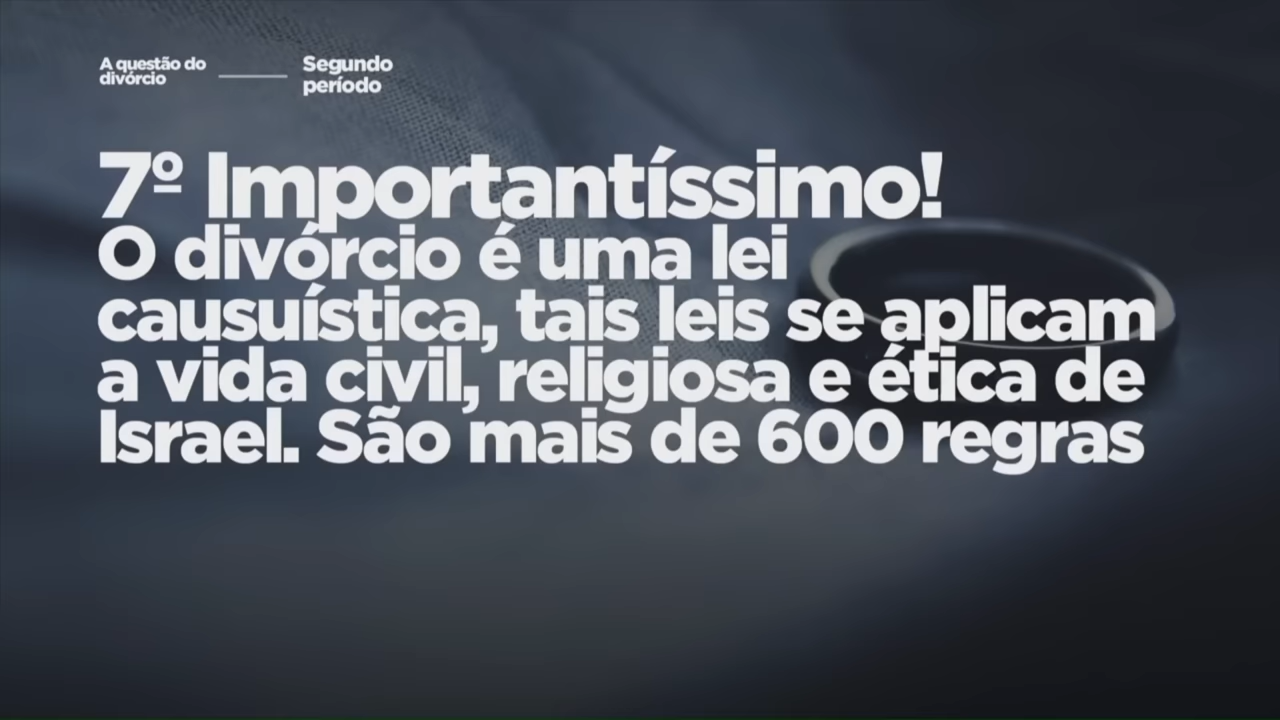 A questão do
divórcio
Segundo
período
7º Importantíssimo!
O divórcio é uma lei
causuística, tais leis se aplicam
a vida civil, religiosa e ética de
Israel. São mais de 600 regras